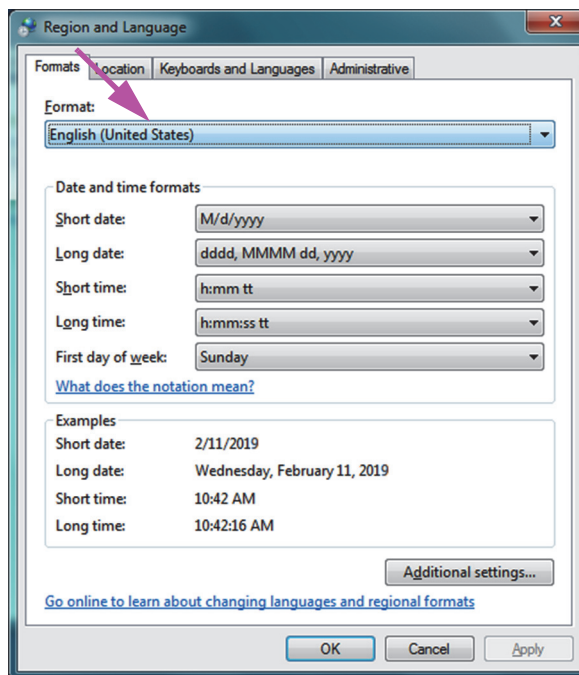 Region and Language
Formats Location Keyboards and Languages Administrative
Format:
English (United States)
Date and time formats
Short date: M/d/yyyy
Long date: dddd, MMMM dd, yyyy
Short time: h:mm tt
Long time: h:mm:ss tt
First day of week: Sunday
What does the notation mean?
Examples
Short date: 2/11/2019
Long date: Wednesday, February 11, 2019
Short time: 10:42 AM
Long time: 10:42:16 AM
Additional settings...
Go online to learn about changing languages and regional formats
OK Cancel Apply